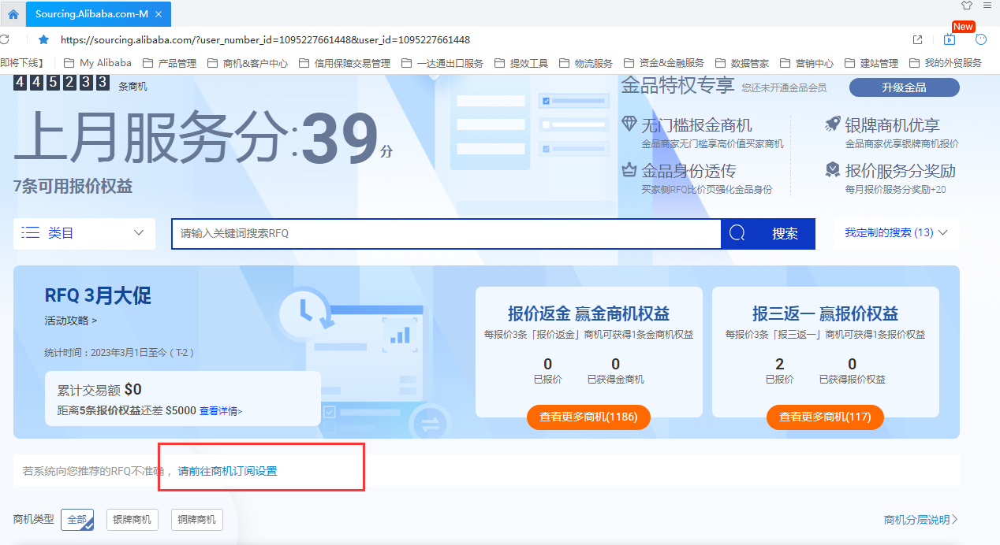 Sourcing.Alibaba.com-M ×
New
https://sourcing.alibaba.com/?user_number_id=1095227661448&user_id=1095227661448
即将下线】 My Alibaba 产品管理 商机&客户中心 信用保障交易管理 一达通出口服务 提效工具 物流服务 资金&金融服务 数据管家 营销中心 建站管理 我的外贸服务
445233 条商机
金品特权专享 您还未开通金品会员 升级金品
上月服务分:39分
无门槛报金商机 银牌商机优享
金品商家无门槛享高价值买家商机 金品商家优享银牌商机报价
金品身份透传 报价服务分奖励
7条可用报价权益
买家侧RFQ比价页强化金品身份 每月报价服务分奖励+20
类目 请输入关键词搜索RFQ 搜索 我定制的搜索 (13)
RFQ 3月大促
活动攻略 >
统计时间：2023年3月1日至今（T-2）
累计交易额 $0
距离5条报价权益还差 $5000 查看详情>
报价返金 赢金商机权益
每报价3条「报价返金」商机可获得1条金商机权益
0 0
已报价 已获得金商机
查看更多商机(1186)
报三返一 赢报价权益
每报价3条「报三返一」商机可获得1条报价权益
2 0
已报价 已获得报价权益
查看更多商机(117)
若系统向您推荐的RFQ不准确，请前往商机订阅设置
商机类型 全部 银牌商机 铜牌商机 商机分层说明